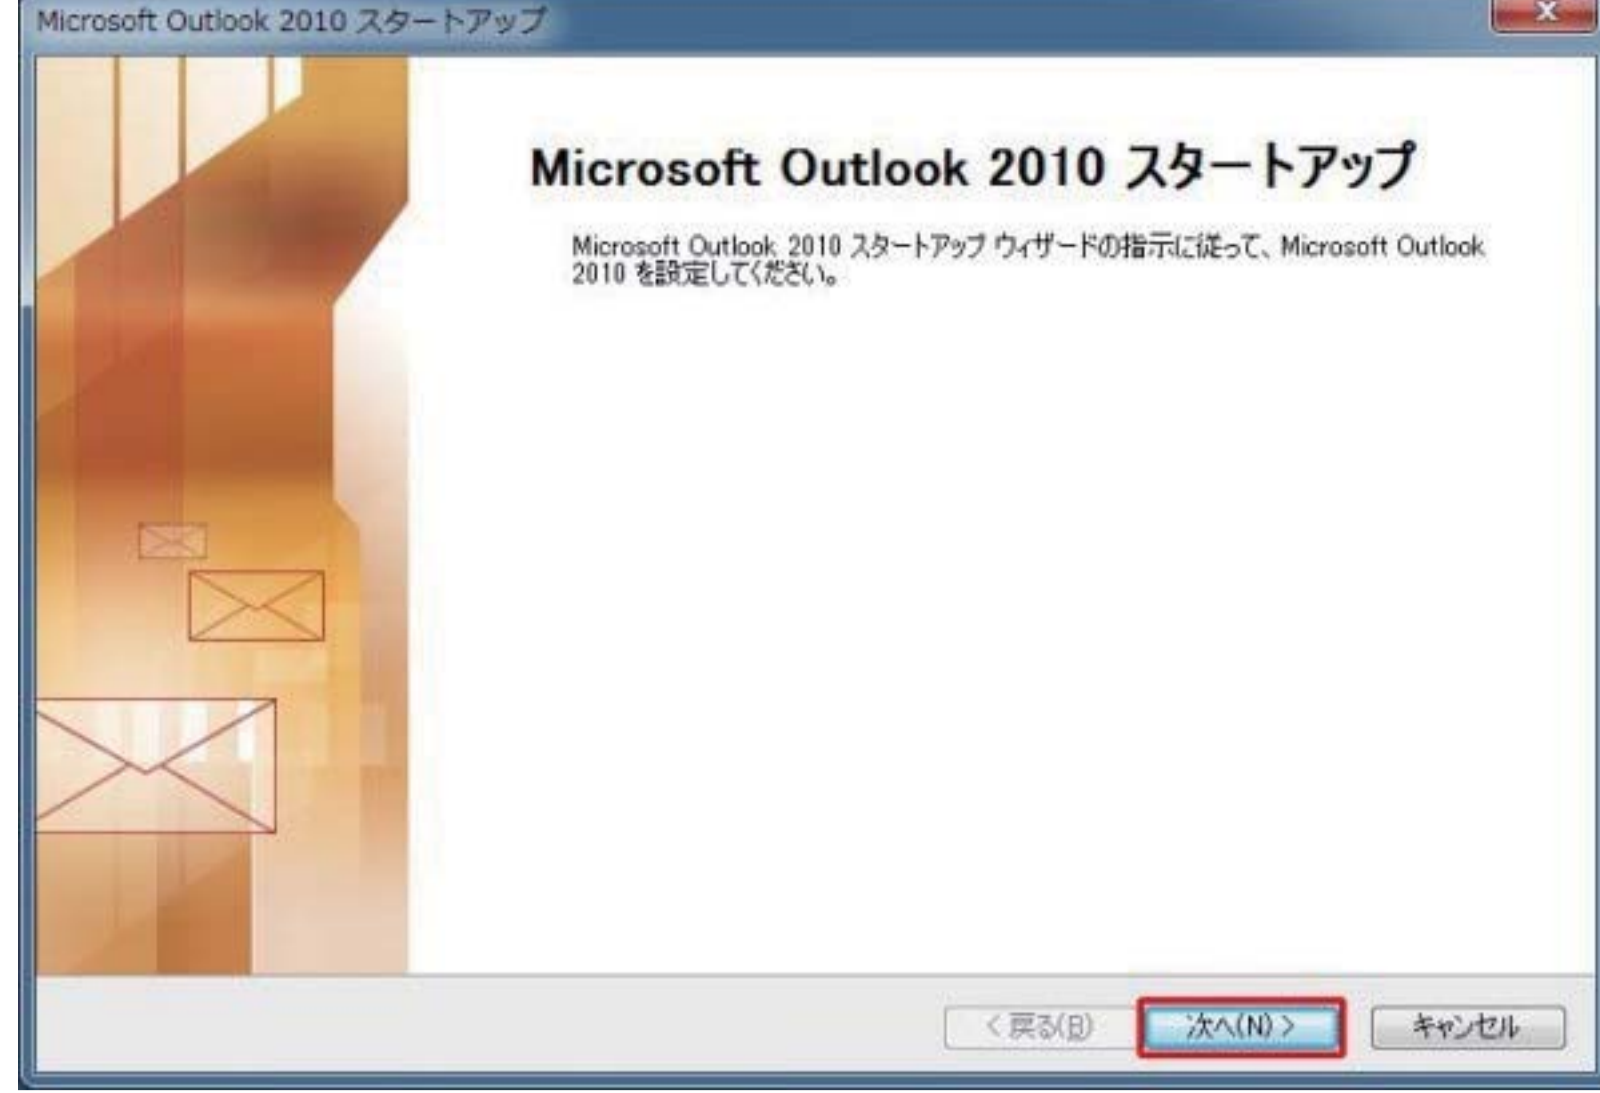 Microsoft Outlook 2010 スタートアップ
Microsoft Outlook 2010 スタートアップ
Microsoft Outlook 2010 スタートアップ ウィザードの指示に従って、Microsoft Outlook
2010 を設定してください。
< 戻る(B) 次へ(N) > キャンセル